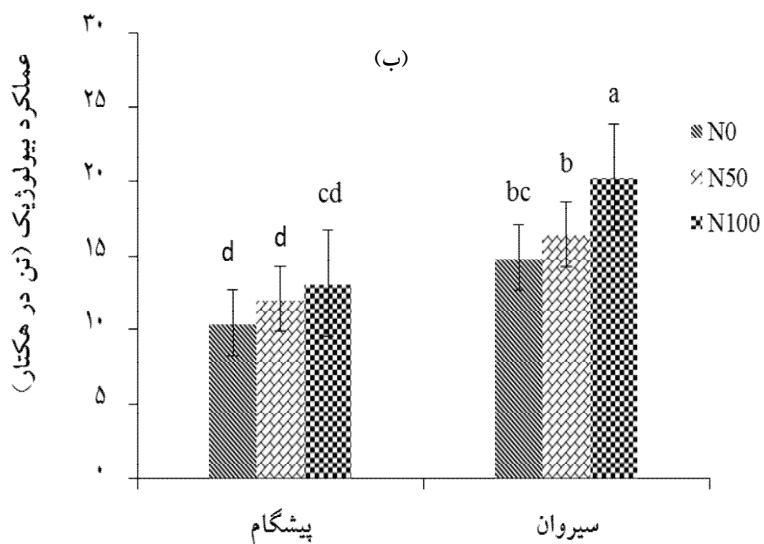 عملکرد بیولوژیک (تن در هکتار)
۳۰
۲۵
۲۰
۱۵
۱۰
۵
۰
(ب)
d
d
cd
bc
b
a
N0
N50
N100
پیشگام
سیروان